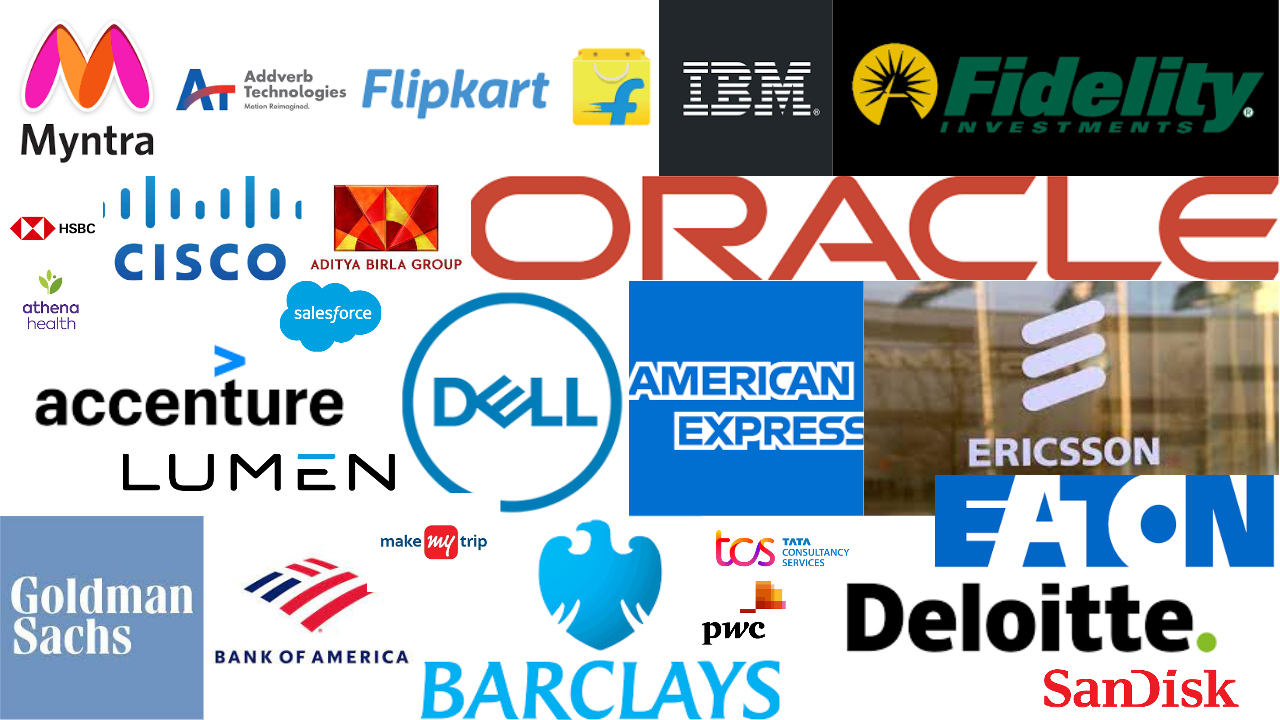 Myntra
Addverb
Technologies
Motion Reimagined.
Flipkart
f
IBM®
Fidelity®
INVESTMENTS
HSBC
CISCO
ADITYA BIRLA GROUP
ORACLE
athena
health
salesforce
accenture
LUMEN
DELL
AMERICAN
EXPRESS
ERICSSON
EATON
Goldman
Sachs
BANK OF AMERICA
make my trip
BARCLAYS
tcs TATA
CONSULTANCY
SERVICES
pwc
Deloitte.
SanDisk